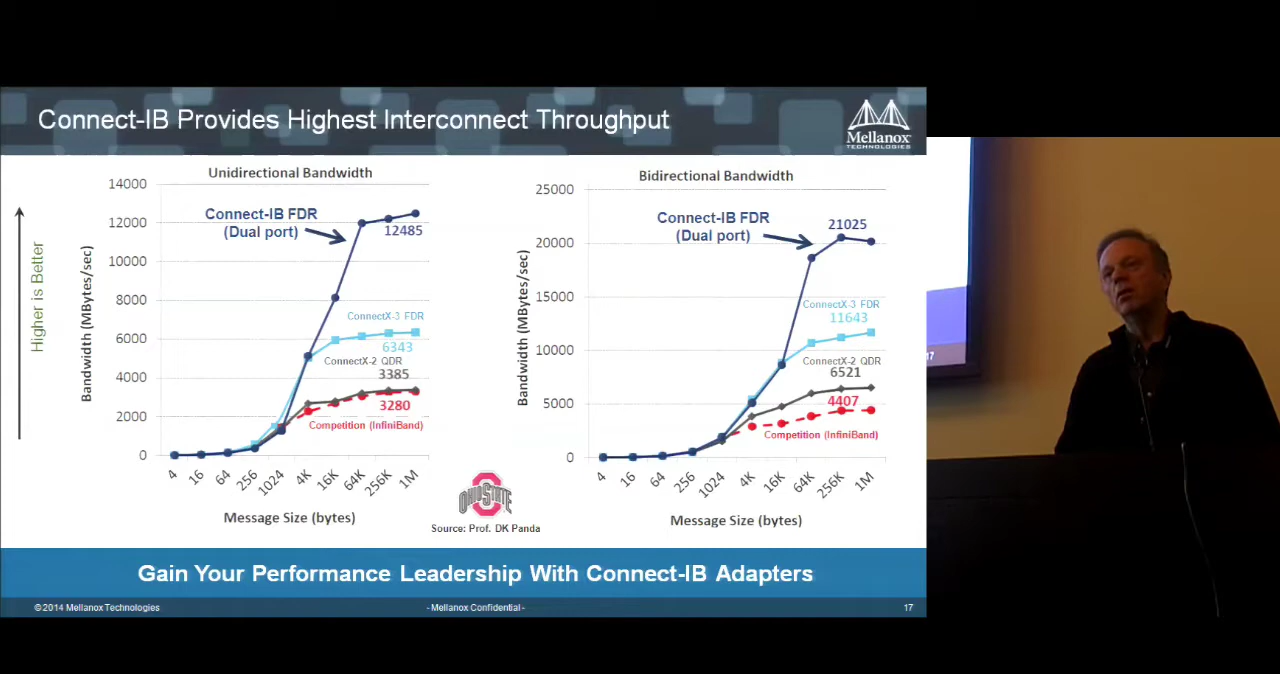 Connect-IB Provides Highest Interconnect Throughput
Mellanox
TECHNOLOGIES
Higher is Better
Unidirectional Bandwidth
Bandwidth (MBytes/sec)
14000
12000
10000
8000
6000
4000
2000
0
Connect-IB FDR
(Dual port)
12485
ConnectX-3 FDR
6343
ConnectX-2 QDR
3385
3280
Competition (InfiniBand)
4 16 64 256 1024 4K 16K 64K 256K 1M
Message Size (bytes)
Bidirectional Bandwidth
Bandwidth (MBytes/sec)
25000
20000
15000
10000
5000
0
Connect-IB FDR
(Dual port)
21025
ConnectX-3 FDR
11643
ConnectX-2 QDR
6521
4407
Competition (InfiniBand)
4 16 64 256 1024 4K 16K 64K 256K 1M
Message Size (bytes)
OHIO STATE
Source: Prof. DK Panda
Gain Your Performance Leadership With Connect-IB Adapters
© 2014 Mellanox Technologies
- Mellanox Confidential -
17
17